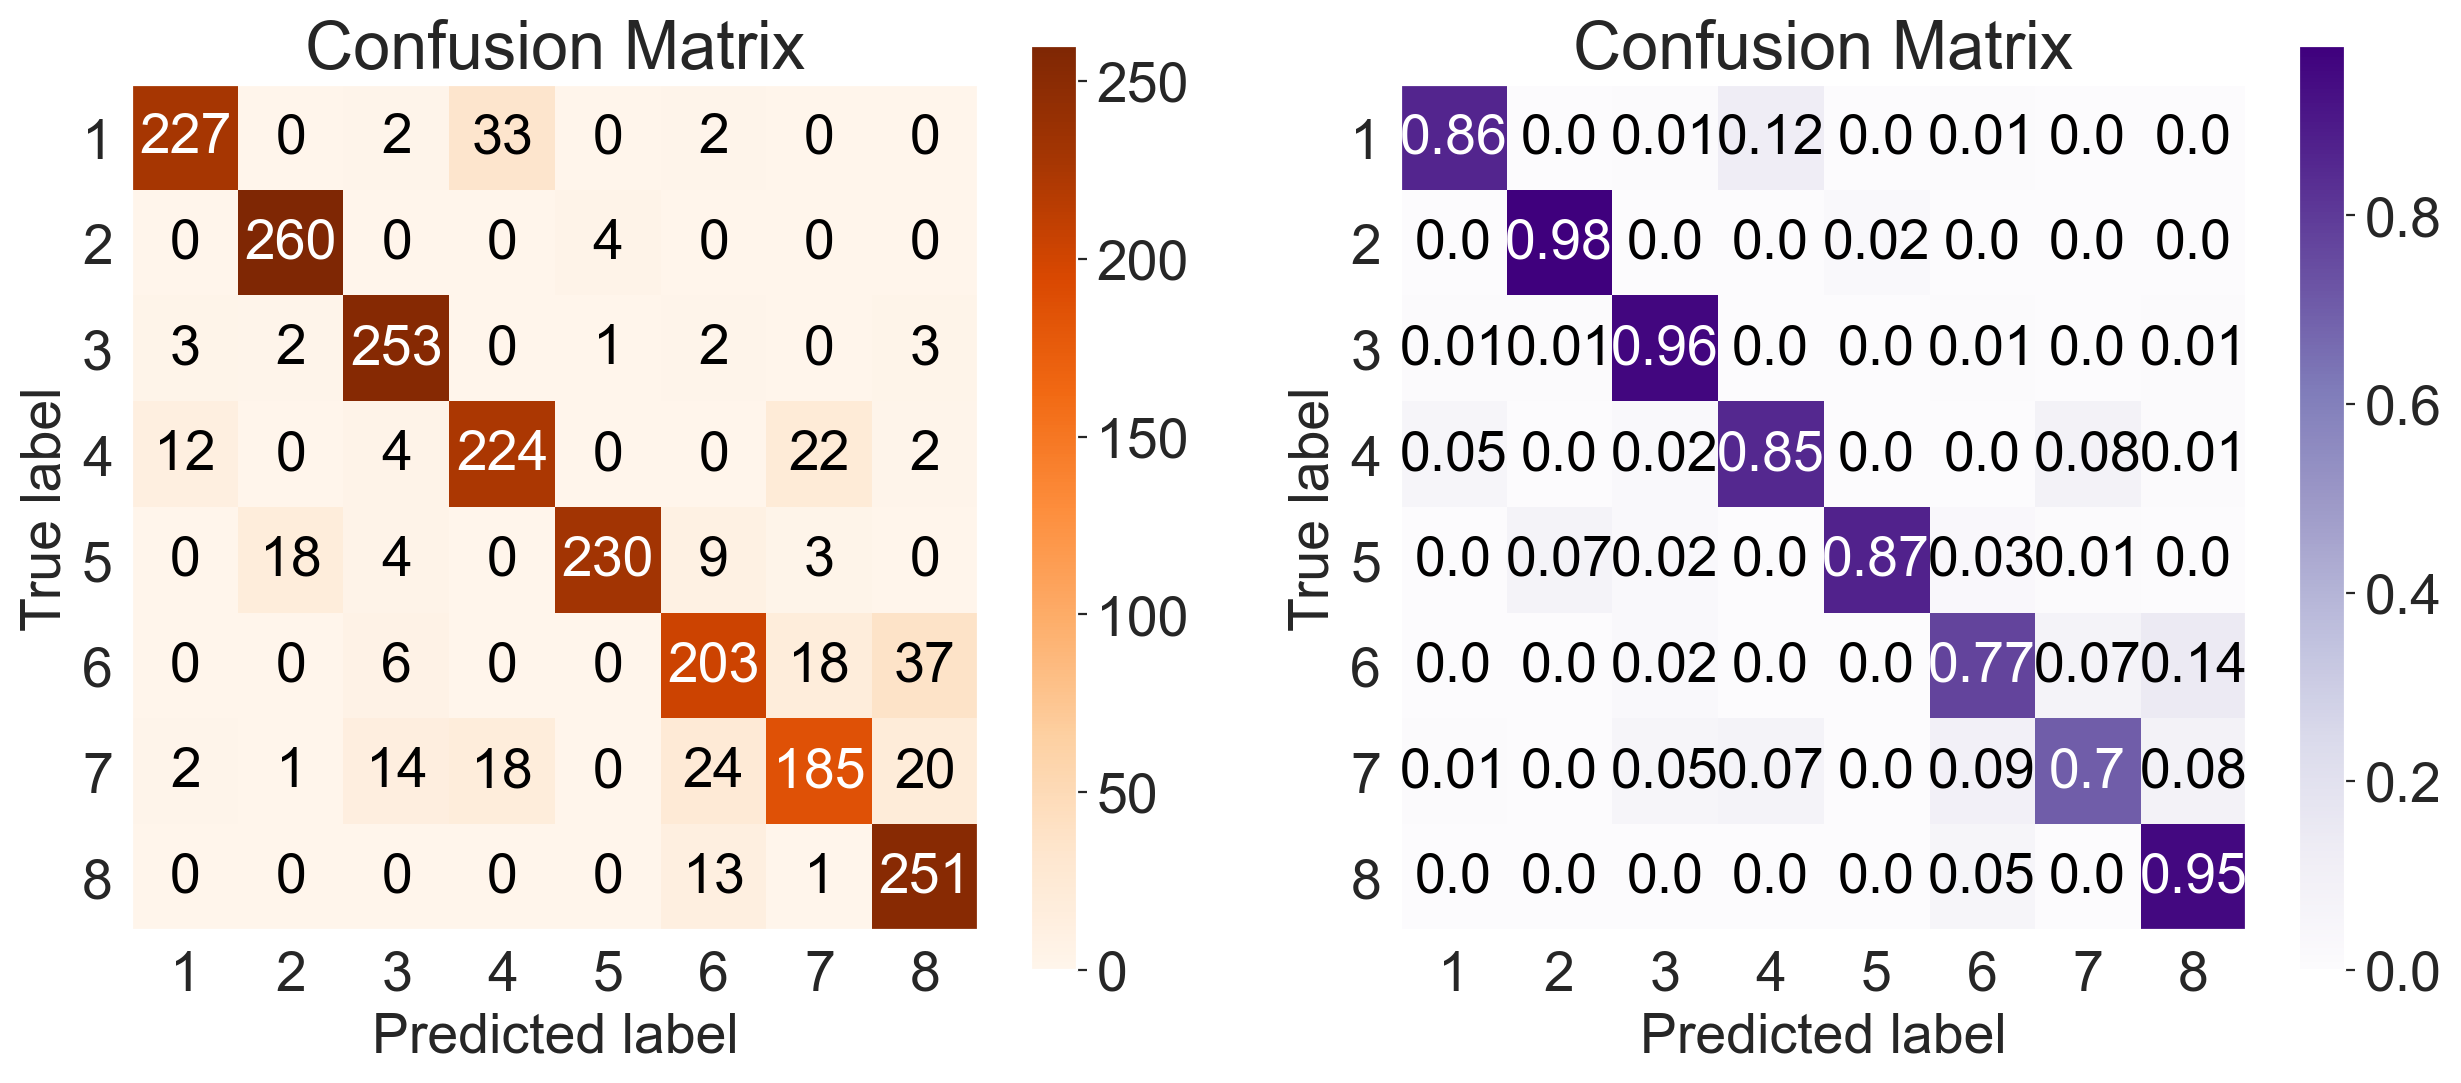 Confusion Matrix
1 227 0 2 33 0 2 0 0
2 0 260 0 0 4 0 0 0
3 3 2 253 0 1 2 0 3
4 12 0 4 224 0 0 22 2
5 0 18 4 0 230 9 3 0
6 0 0 6 0 0 203 18 37
7 2 1 14 18 0 24 185 20
8 0 0 0 0 0 13 1 251
1 2 3 4 5 6 7 8
Predicted label
True label
250
200
150
100
50
0
Confusion Matrix
1 0.86 0.0 0.01 0.12 0.0 0.01 0.0 0.0
2 0.0 0.98 0.0 0.0 0.02 0.0 0.0 0.0
3 0.01 0.01 0.96 0.0 0.0 0.01 0.0 0.01
4 0.05 0.0 0.02 0.85 0.0 0.0 0.08 0.01
5 0.0 0.07 0.02 0.0 0.87 0.03 0.01 0.0
6 0.0 0.0 0.02 0.0 0.0 0.77 0.07 0.14
7 0.01 0.0 0.05 0.07 0.0 0.09 0.7 0.08
8 0.0 0.0 0.0 0.0 0.0 0.05 0.0 0.95
1 2 3 4 5 6 7 8
Predicted label
True label
0.8
0.6
0.4
0.2
0.0